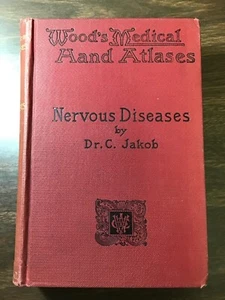 Wood's Medical
Hand Atlases
Nervous Diseases
by
Dr. C. Jakob